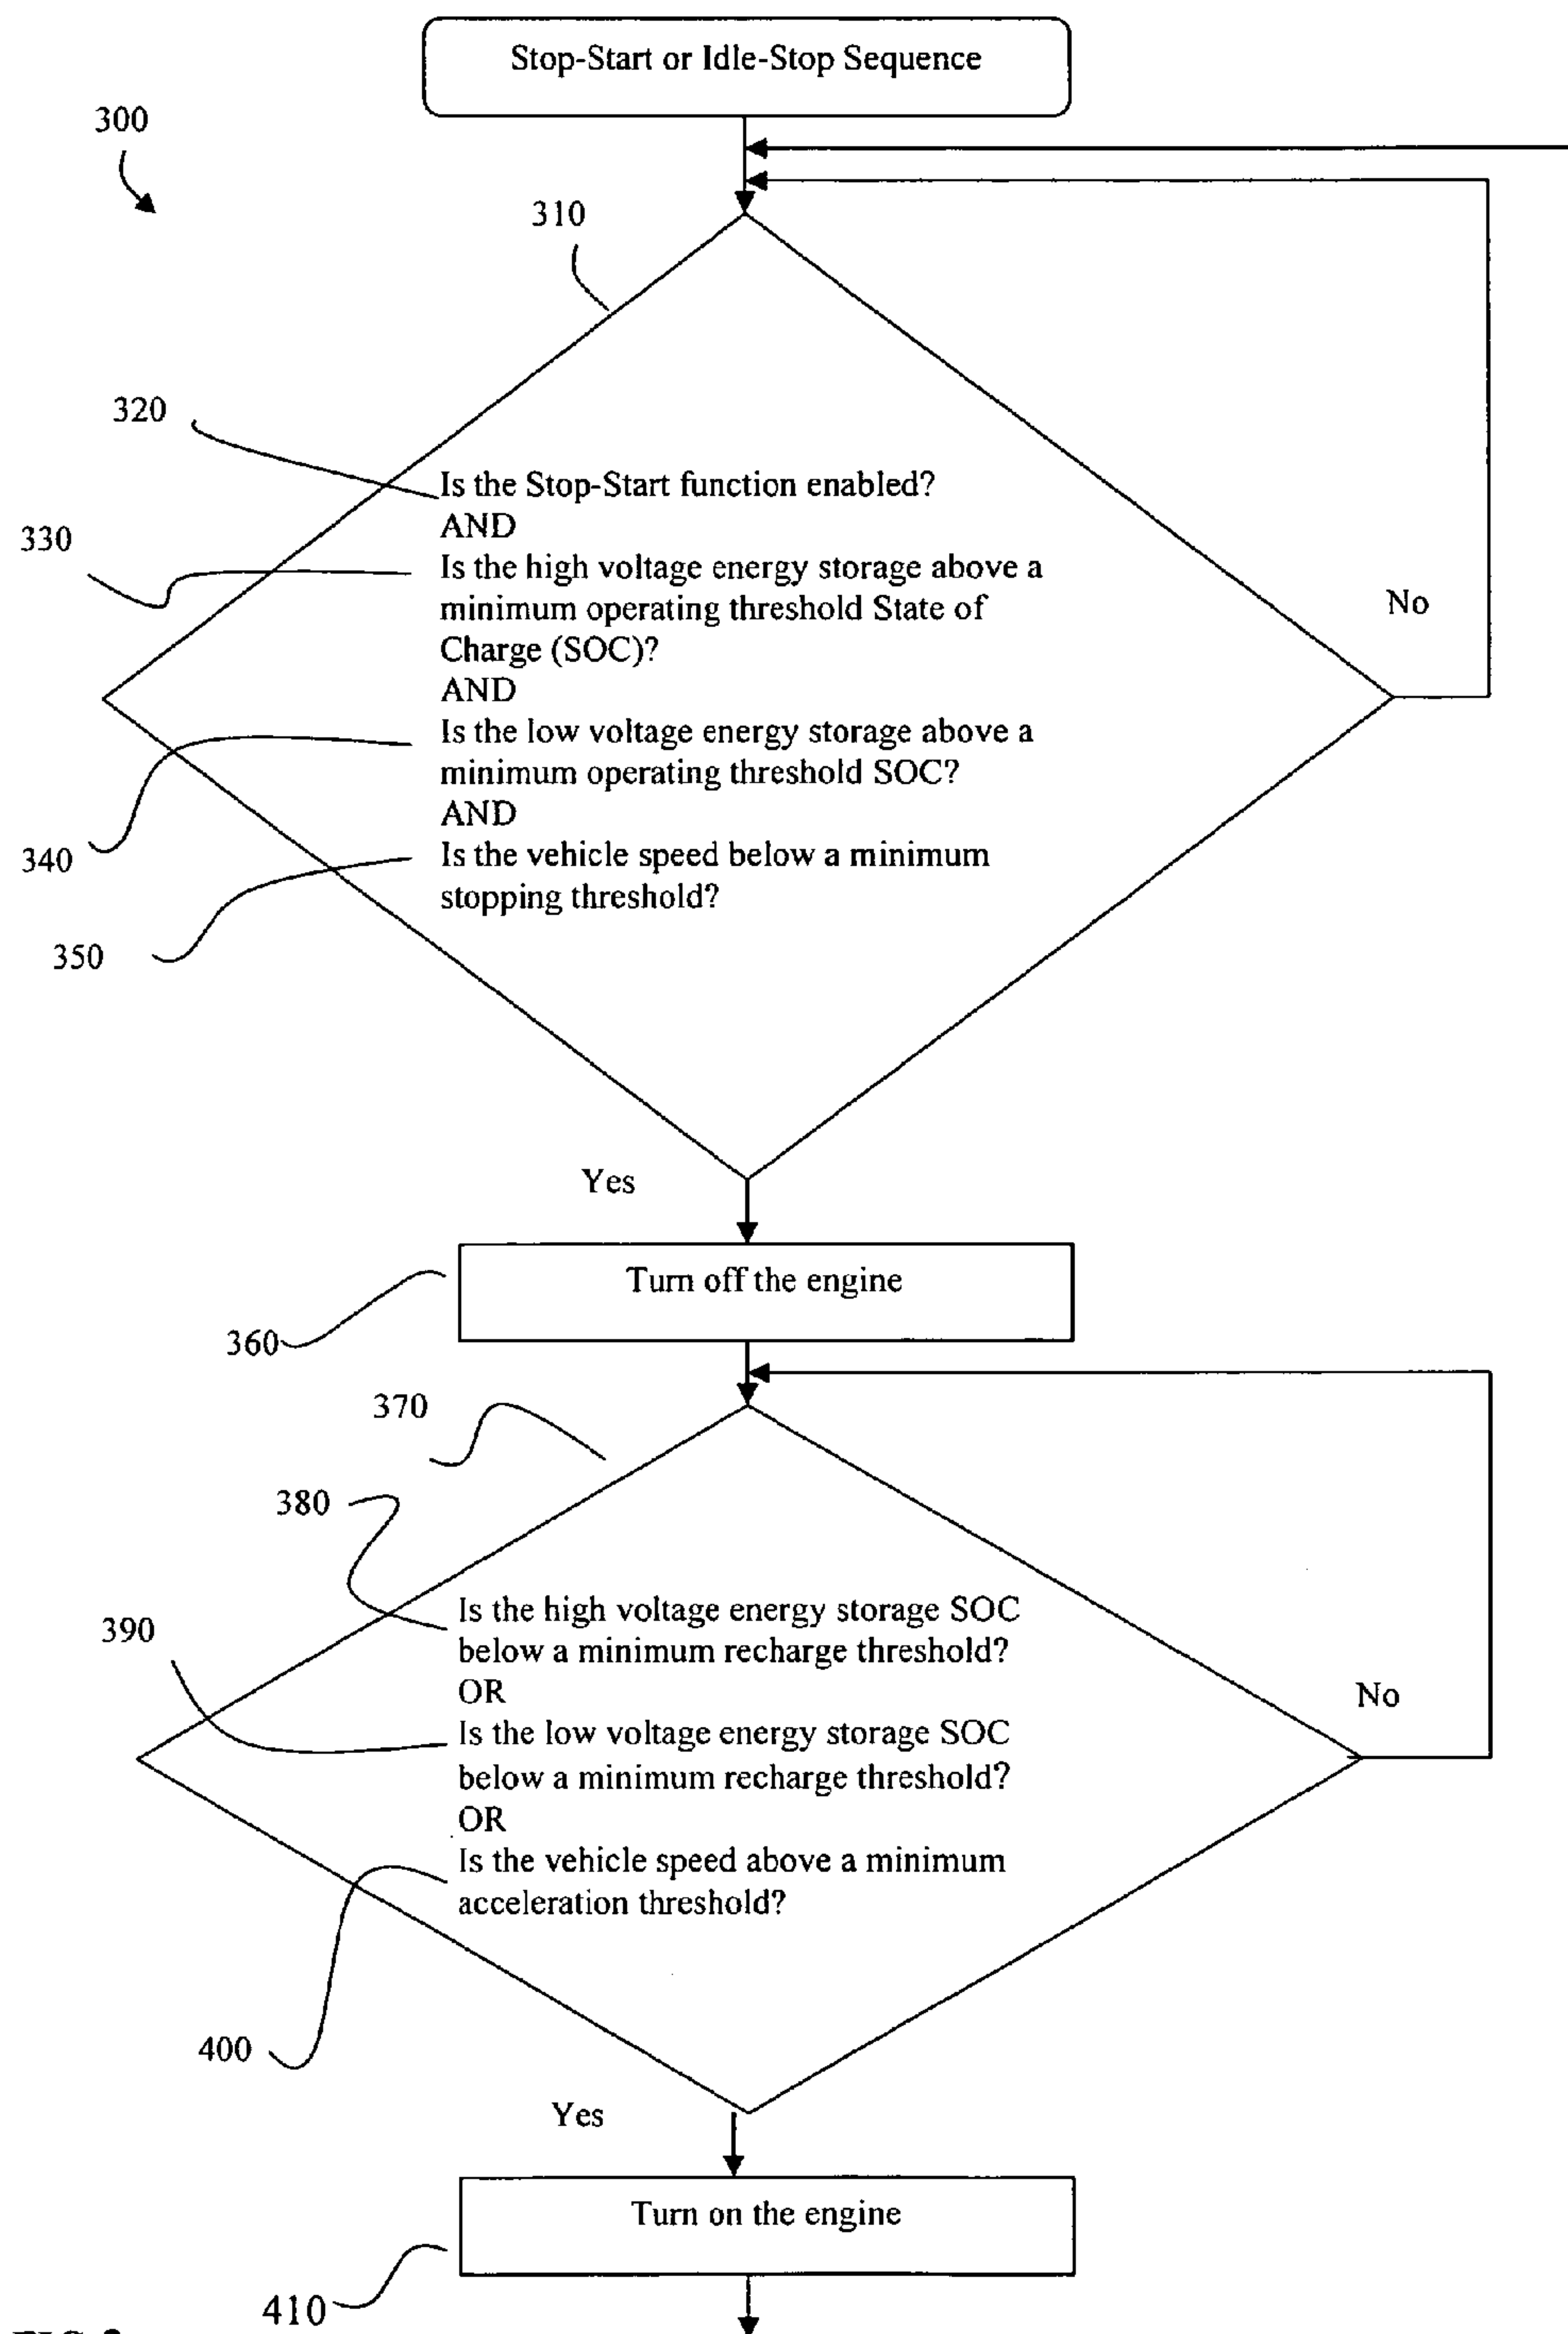 Stop-Start or Idle-Stop Sequence
300
310
320
Is the Stop-Start function enabled?
AND
330
Is the high voltage energy storage above a
minimum operating threshold State of
Charge (SOC)?
No
AND
Is the low voltage energy storage above a
minimum operating threshold SOC?
AND
340
Is the vehicle speed below a minimum
stopping threshold?
350
Yes
Turn off the engine
360
370
380
Is the high voltage energy storage SOC
below a minimum recharge threshold?
390
OR
No
Is the low voltage energy storage SOC
below a minimum recharge threshold?
OR
Is the vehicle speed above a minimum
acceleration threshold?
400
Yes
Turn on the engine
410